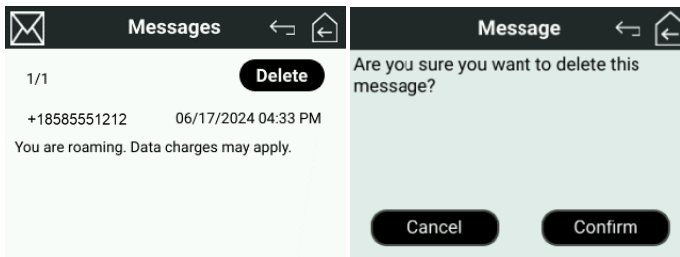 Messages
1/1
Delete
+18585551212 06/17/2024 04:33 PM
You are roaming. Data charges may apply.
Message
Are you sure you want to delete this
message?
Cancel Confirm